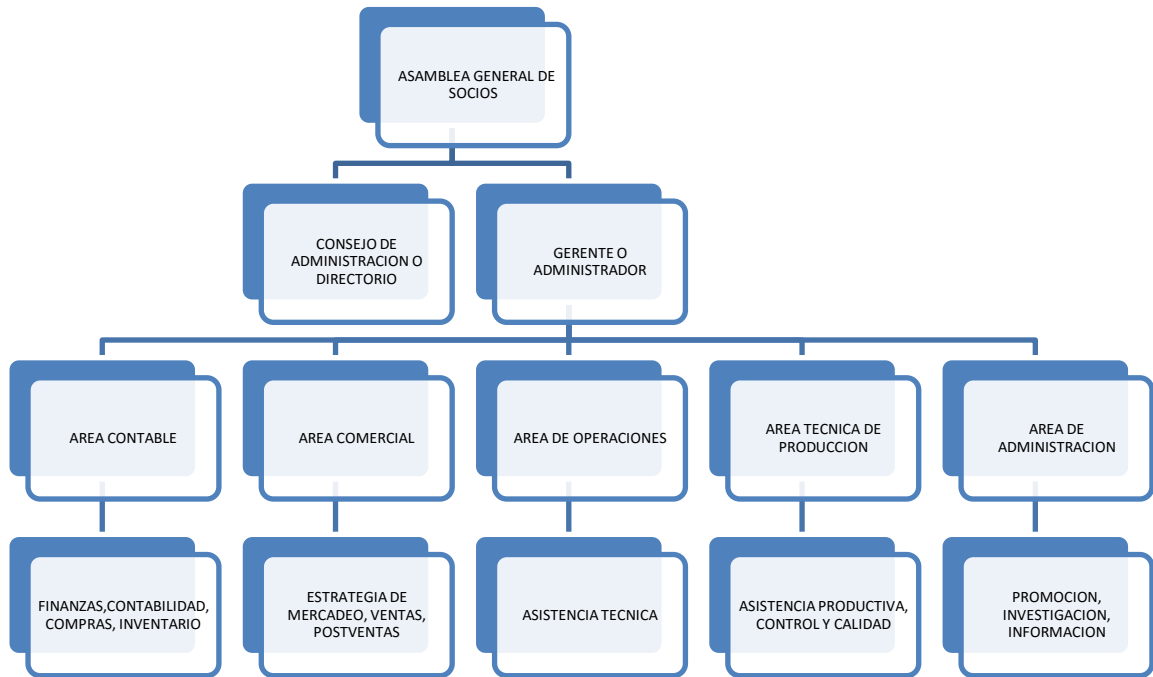 ASAMBLEA GENERAL DE
SOCIOS
CONSEJO DE
ADMINISTRACION O
DIRECTORIO
GERENTE O
ADMINISTRADOR
AREA CONTABLE
AREA COMERCIAL
AREA DE OPERACIONES
AREA TECNICA DE
PRODUCCION
AREA DE
ADMINISTRACION
FINANZAS,CONTABILIDAD,
COMPRAS, INVENTARIO
ESTRATEGIA DE
MERCADEO, VENTAS,
POSTVENTAS
ASISTENCIA TECNICA
ASISTENCIA PRODUCTIVA,
CONTROL Y CALIDAD
PROMOCION,
INVESTIGACION,
INFORMACION